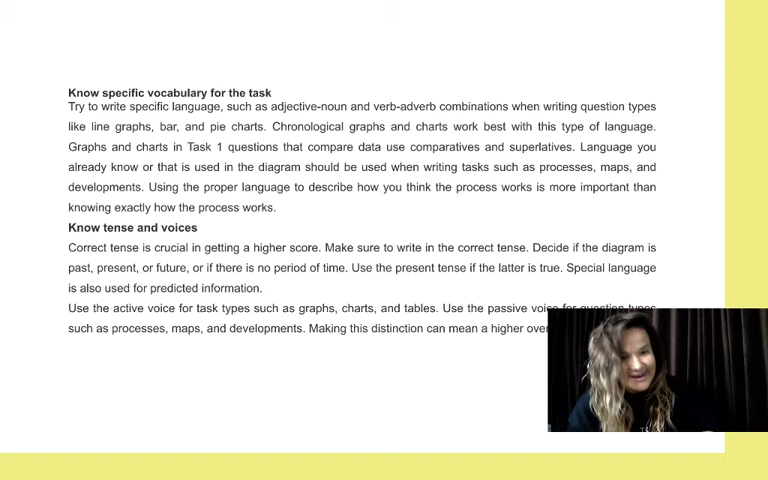 Know specific vocabulary for the task
Try to write specific language, such as adjective-noun and verb-adverb combinations when writing question types
like line graphs, bar, and pie charts. Chronological graphs and charts work best with this type of language.
Graphs and charts in Task 1 questions that compare data use comparatives and superlatives. Language you
already know or that is used in the diagram should be used when writing tasks such as processes, maps, and
developments. Using the proper language to describe how you think the process works is more important than
knowing exactly how the process works.
Know tense and voices
Correct tense is crucial in getting a higher score. Make sure to write in the correct tense. Decide if the diagram is
past, present, or future, or if there is no period of time. Use the present tense if the latter is true. Special language
is also used for predicted information.
Use the active voice for task types such as graphs, charts, and tables. Use the passive voice for question types
such as processes, maps, and developments. Making this distinction can mean a higher